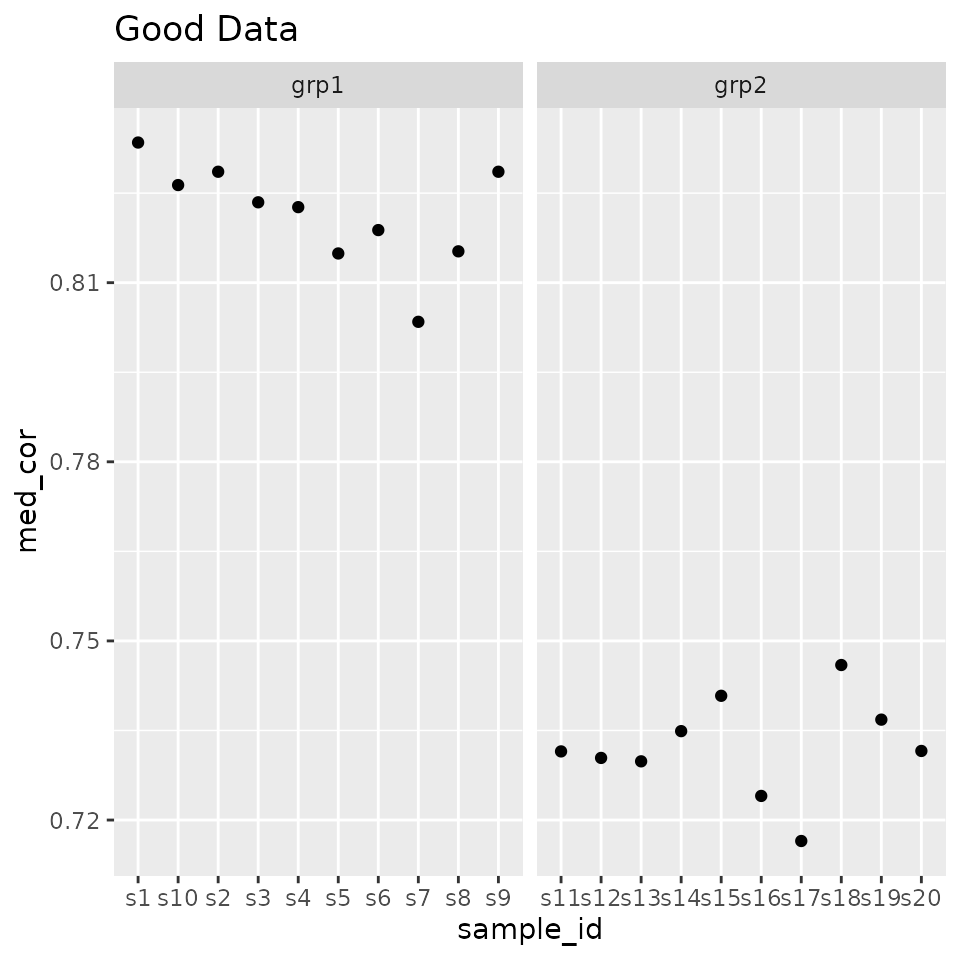 Good Data
grp1 grp2
0.81
0.78
0.75
0.72
med_cor
s1 s10 s2 s3 s4 s5 s6 s7 s8 s9 s11 s12 s13 s14 s15 s16 s17 s18 s19 s20
sample_id